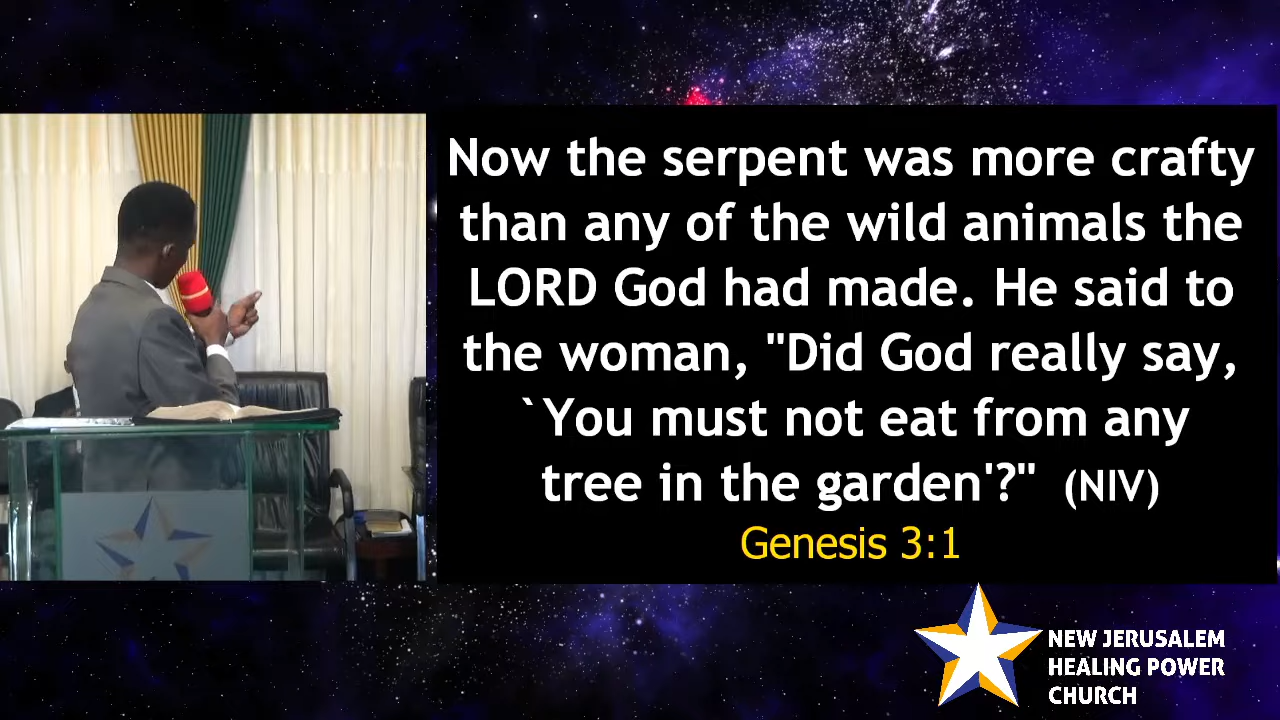 Now the serpent was more crafty
than any of the wild animals the
LORD God had made. He said to
the woman, "Did God really say,
`You must not eat from any
tree in the garden'?" (NIV)
Genesis 3:1
NEW JERUSALEM
HEALING POWER
CHURCH